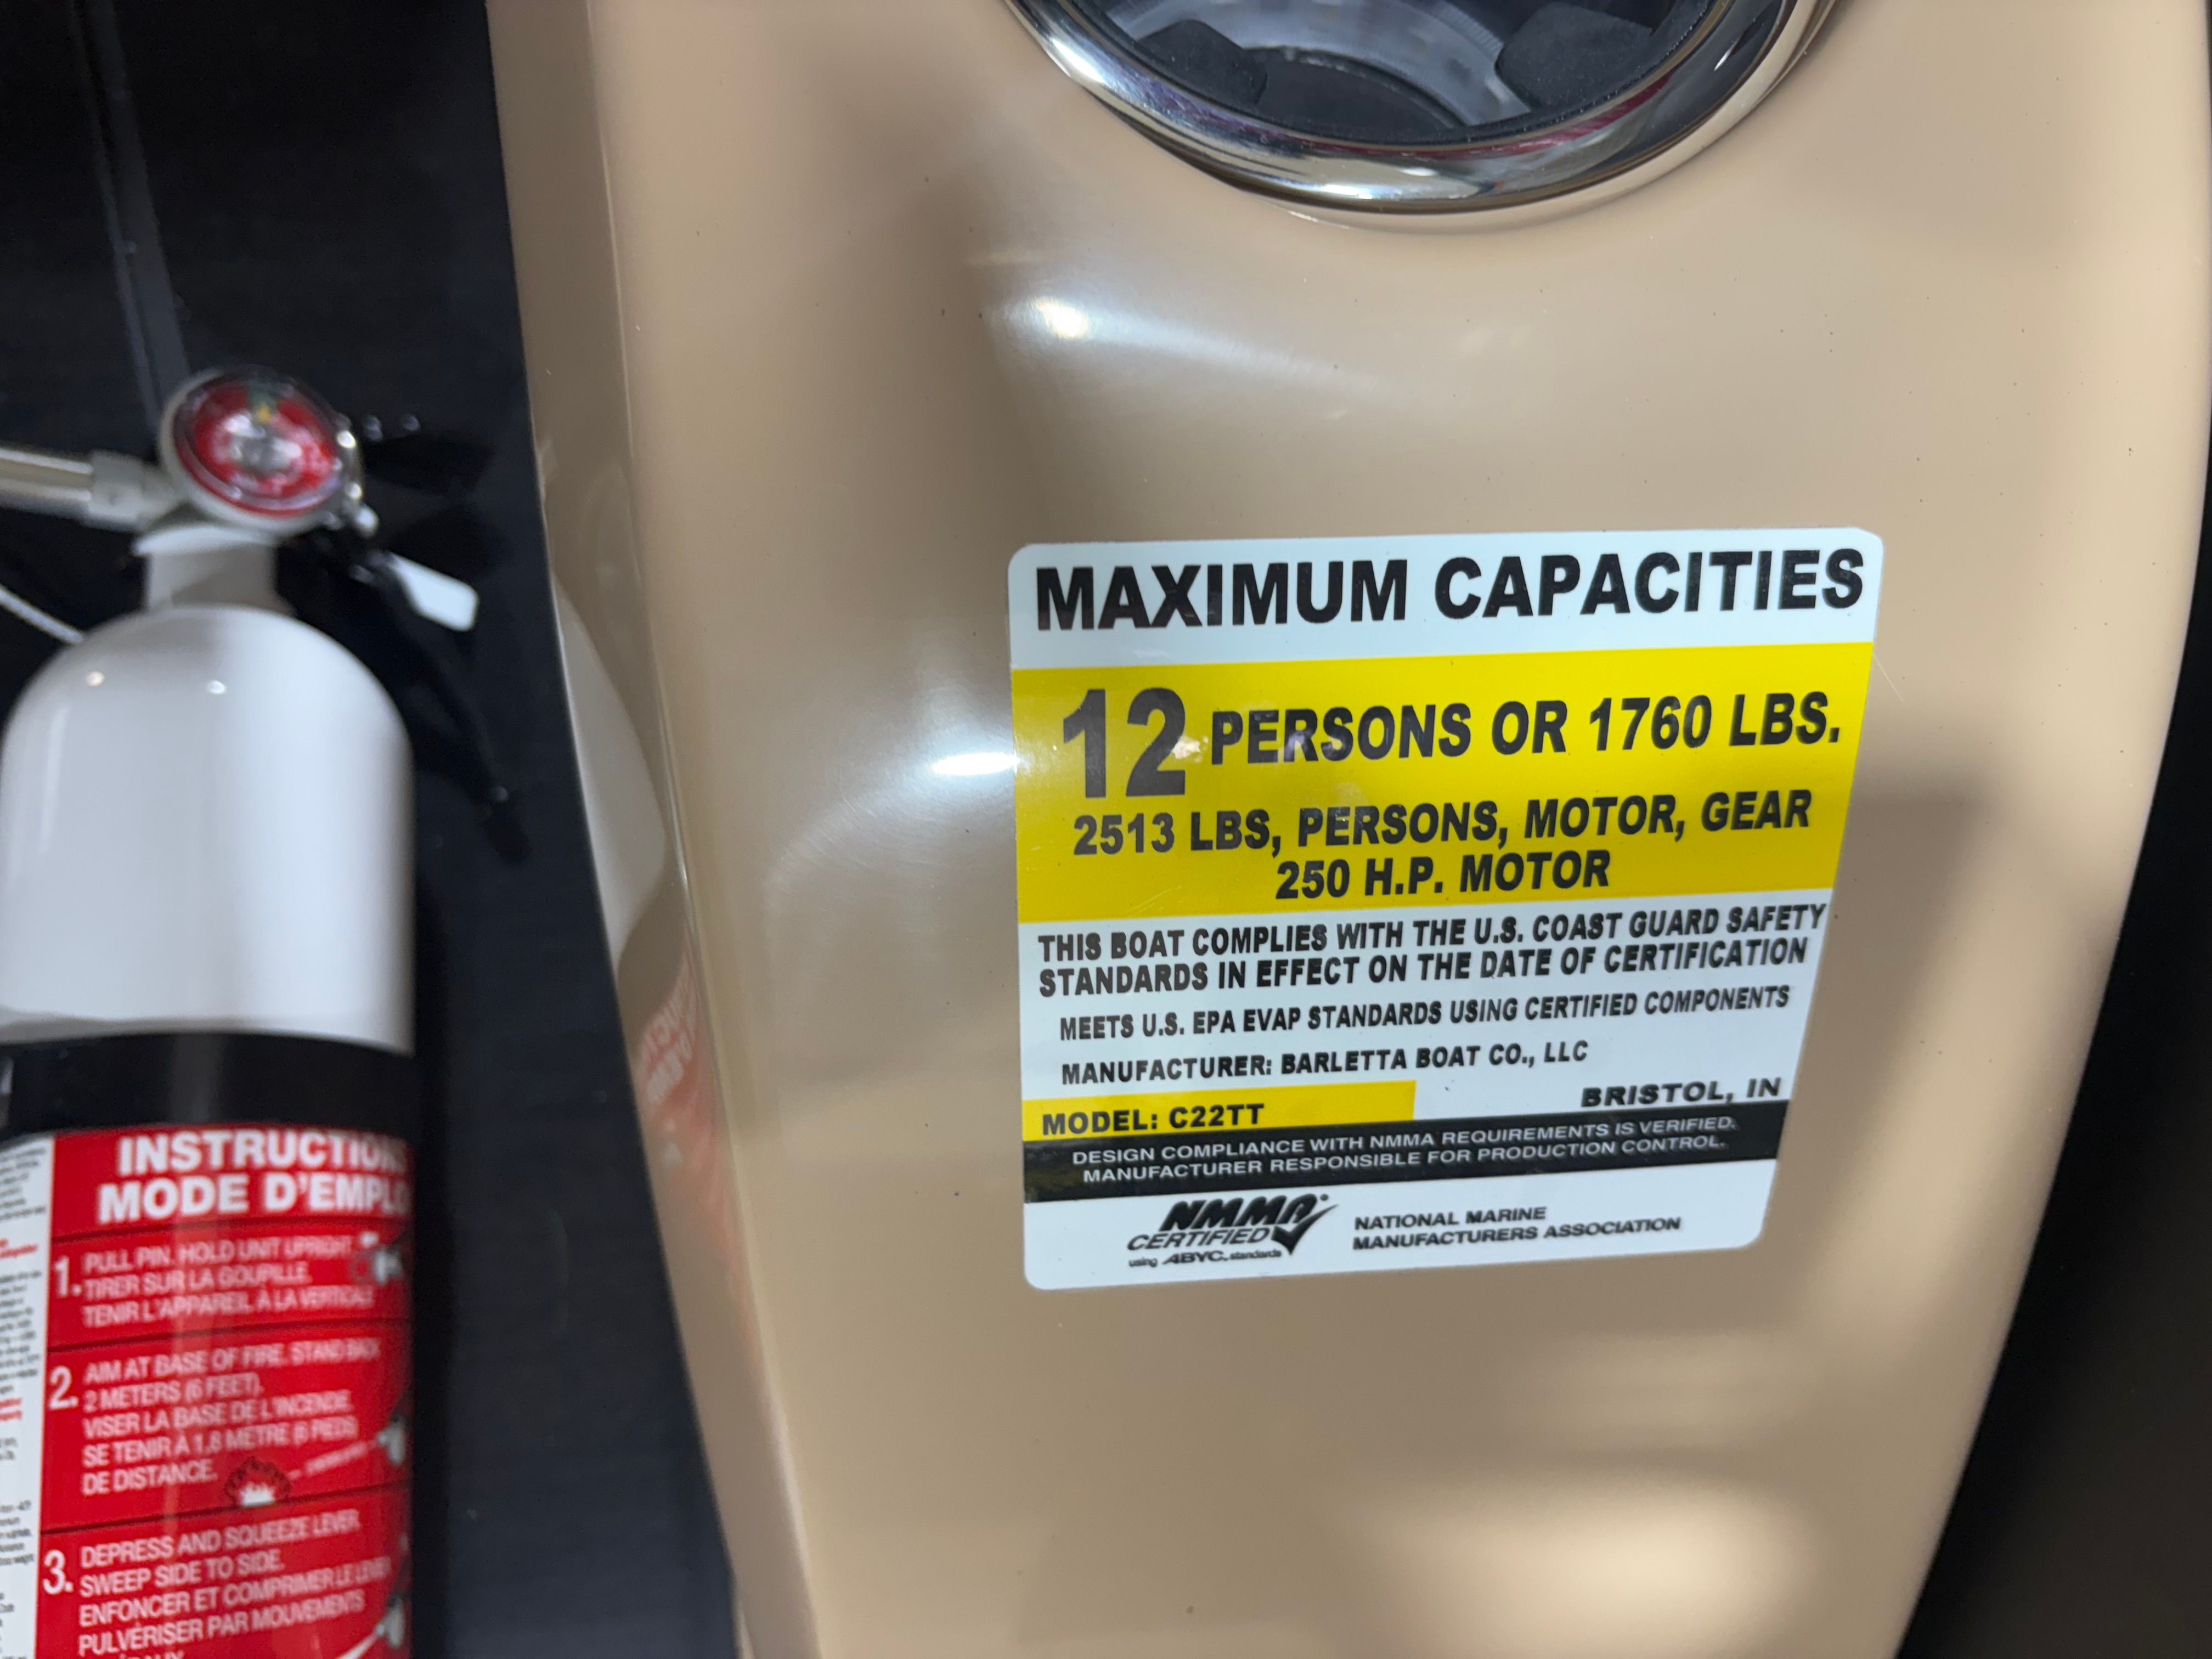 MAXIMUM CAPACITIES
12 PERSONS OR 1760 LBS.
2513 LBS, PERSONS, MOTOR, GEAR
250 H.P. MOTOR
THIS BOAT COMPLIES WITH THE U.S. COAST GUARD SAFETY
STANDARDS IN EFFECT ON THE DATE OF CERTIFICATION
MEETS U.S. EPA EVAP STANDARDS USING CERTIFIED COMPONENTS
MANUFACTURER: BARLETTA BOAT CO., LLC
BRISTOL, IN
MODEL: C22TT
DESIGN COMPLIANCE WITH NMMA REQUIREMENTS IS VERIFIED.
MANUFACTURER RESPONSIBLE FOR PRODUCTION CONTROL.
NMMA®
CERTIFIED
using ABYC. standards
NATIONAL MARINE
MANUFACTURERS ASSOCIATION
INSTRUCTION
MODE D'EMPLO
1. PULL PIN. HOLD UNIT UPRIGHT.
TIRER SUR LA GOUPILLE.
TENIR L'APPAREIL À LA VERTICALE
2. AIM AT BASE OF FIRE. STAND BACK
2 METERS (6 FEET).
VISER LA BASE DE L'INCENDIE.
SE TENIR À 1,8 MÈTRE (6 PIEDS)
DE DISTANCE.
3. DEPRESS AND SQUEEZE LEVER.
SWEEP SIDE TO SIDE.
ENFONCER ET COMPRIMER LE LEVIER
PULVÉRISER PAR MOUVEMENTS